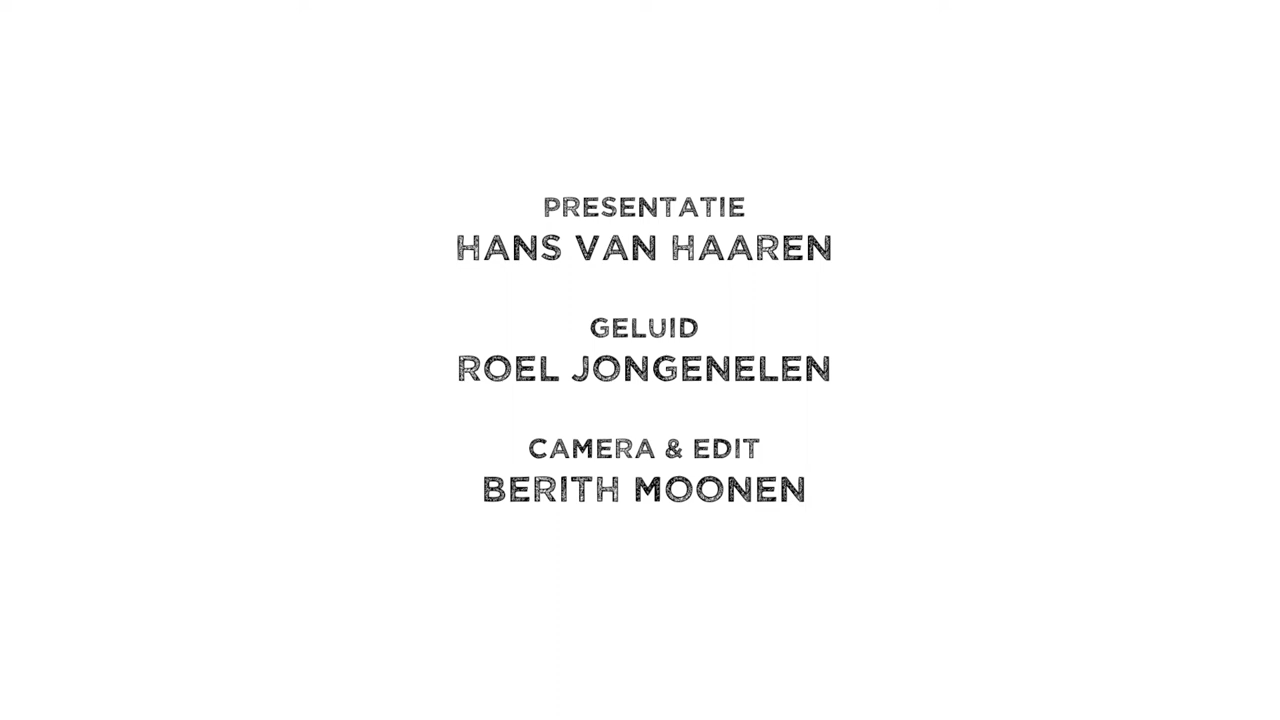 PRESENTATIE
HANS VAN HAAREN
GELUID
ROEL JONGENELEN
CAMERA & EDIT
BERITH MOONEN